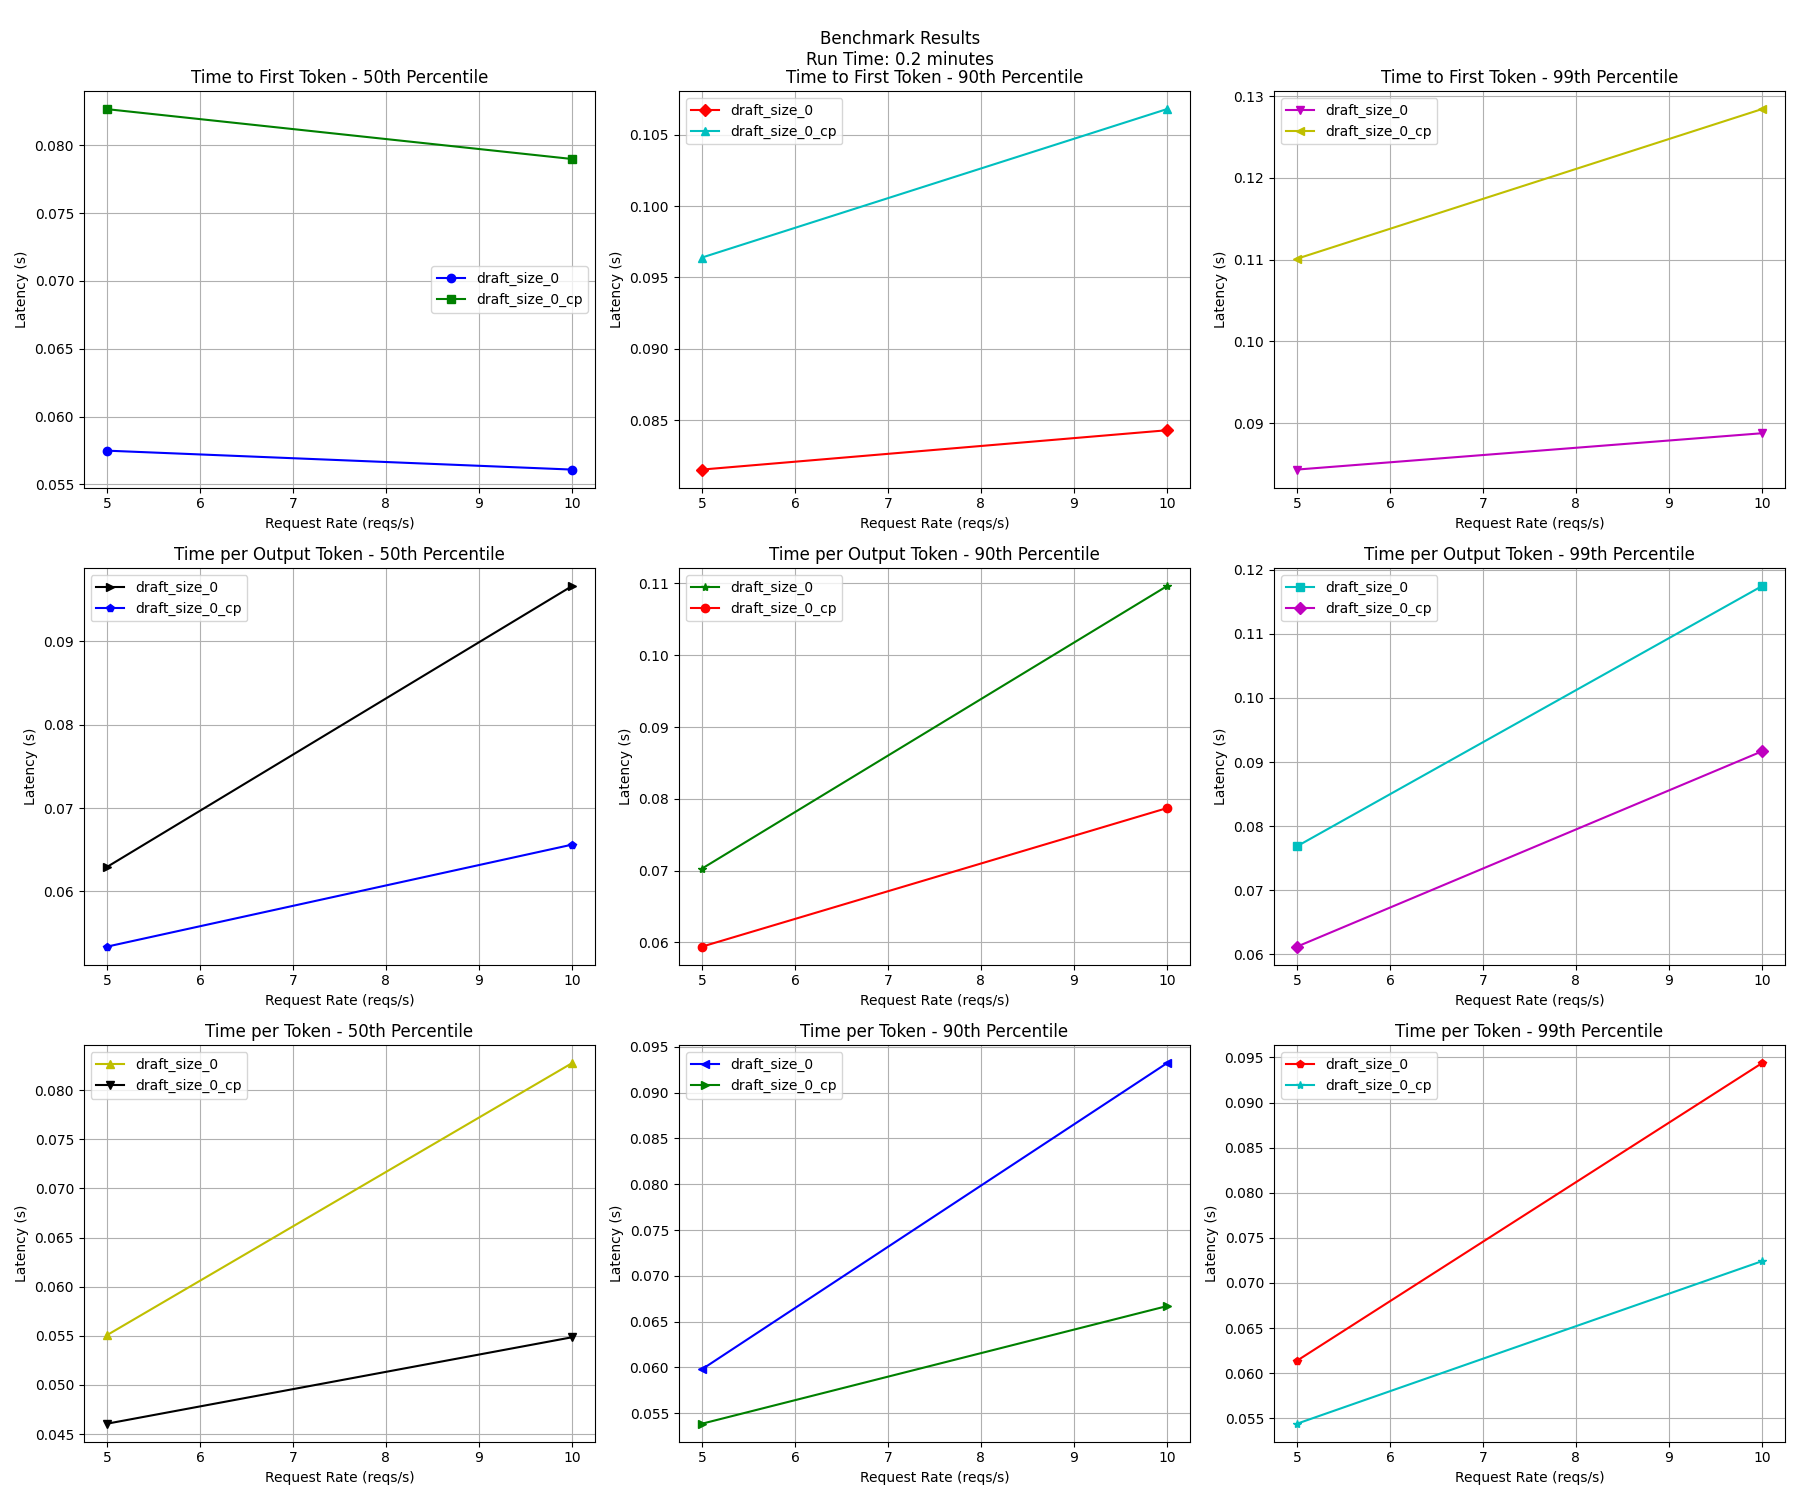 Benchmark Results
Run Time: 0.2 minutes
Time to First Token - 50th Percentile
0.080
0.075
0.070
0.065
0.060
0.055
Latency (s)
draft_size_0
draft_size_0_cp
5 6 7 8 9 10
Request Rate (reqs/s)
Time to First Token - 90th Percentile
0.105
0.100
0.095
0.090
0.085
Latency (s)
draft_size_0
draft_size_0_cp
5 6 7 8 9 10
Request Rate (reqs/s)
Time to First Token - 99th Percentile
0.13
0.12
0.11
0.10
0.09
Latency (s)
draft_size_0
draft_size_0_cp
5 6 7 8 9 10
Request Rate (reqs/s)
Time per Output Token - 50th Percentile
0.09
0.08
0.07
0.06
Latency (s)
draft_size_0
draft_size_0_cp
5 6 7 8 9 10
Request Rate (reqs/s)
Time per Output Token - 90th Percentile
0.11
0.10
0.09
0.08
0.07
0.06
Latency (s)
draft_size_0
draft_size_0_cp
5 6 7 8 9 10
Request Rate (reqs/s)
Time per Output Token - 99th Percentile
0.12
0.11
0.10
0.09
0.08
0.07
0.06
Latency (s)
draft_size_0
draft_size_0_cp
5 6 7 8 9 10
Request Rate (reqs/s)
Time per Token - 50th Percentile
0.080
0.075
0.070
0.065
0.060
0.055
0.050
0.045
Latency (s)
draft_size_0
draft_size_0_cp
5 6 7 8 9 10
Request Rate (reqs/s)
Time per Token - 90th Percentile
0.095
0.090
0.085
0.080
0.075
0.070
0.065
0.060
0.055
Latency (s)
draft_size_0
draft_size_0_cp
5 6 7 8 9 10
Request Rate (reqs/s)
Time per Token - 99th Percentile
0.095
0.090
0.085
0.080
0.075
0.070
0.065
0.060
0.055
Latency (s)
draft_size_0
draft_size_0_cp
5 6 7 8 9 10
Request Rate (reqs/s)